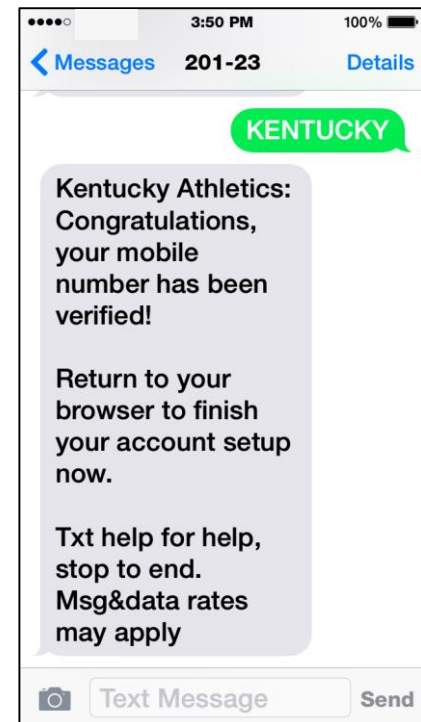 3:50 PM
100%
Messages
201-23
Details
KENTUCKY
Kentucky Athletics:
Congratulations,
your mobile
number has been
verified!
Return to your
browser to finish
your account setup
now.
Txt help for help,
stop to end.
Msg&data rates
may apply
Text Message
Send